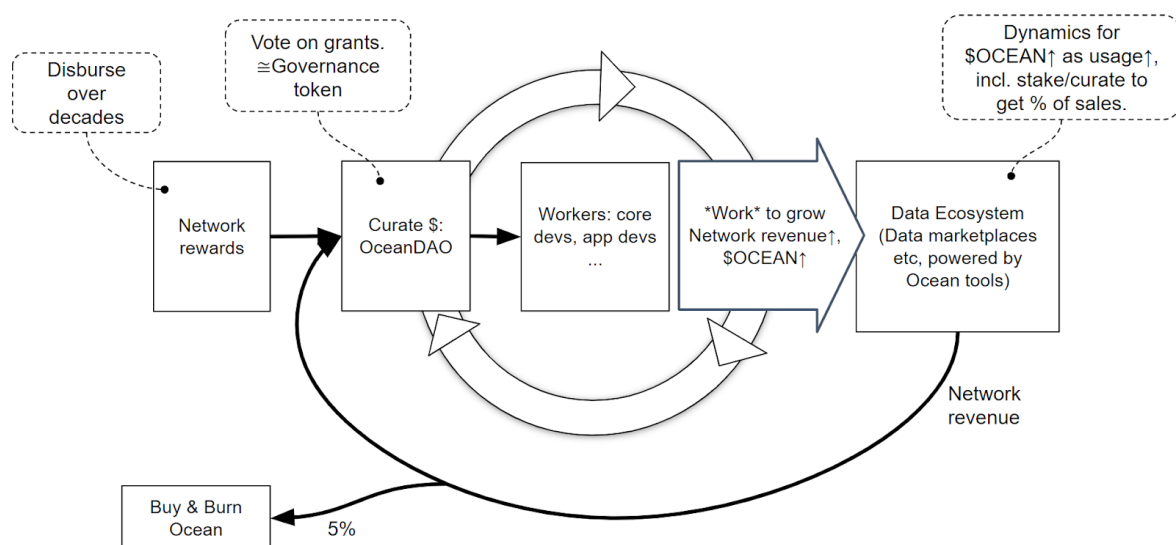 Disburse
over
decades
Vote on grants.
≅Governance
token
Dynamics for
$OCEAN↑ as usage↑,
incl. stake/curate to
get % of sales.
Network
rewards
Curate $:
OceanDAO
Workers: core
devs, app devs
...
*Work* to grow
Network revenue↑,
$OCEAN↑
Data Ecosystem
(Data marketplaces
etc, powered by
Ocean tools)
Network
revenue
Buy & Burn
Ocean
5%